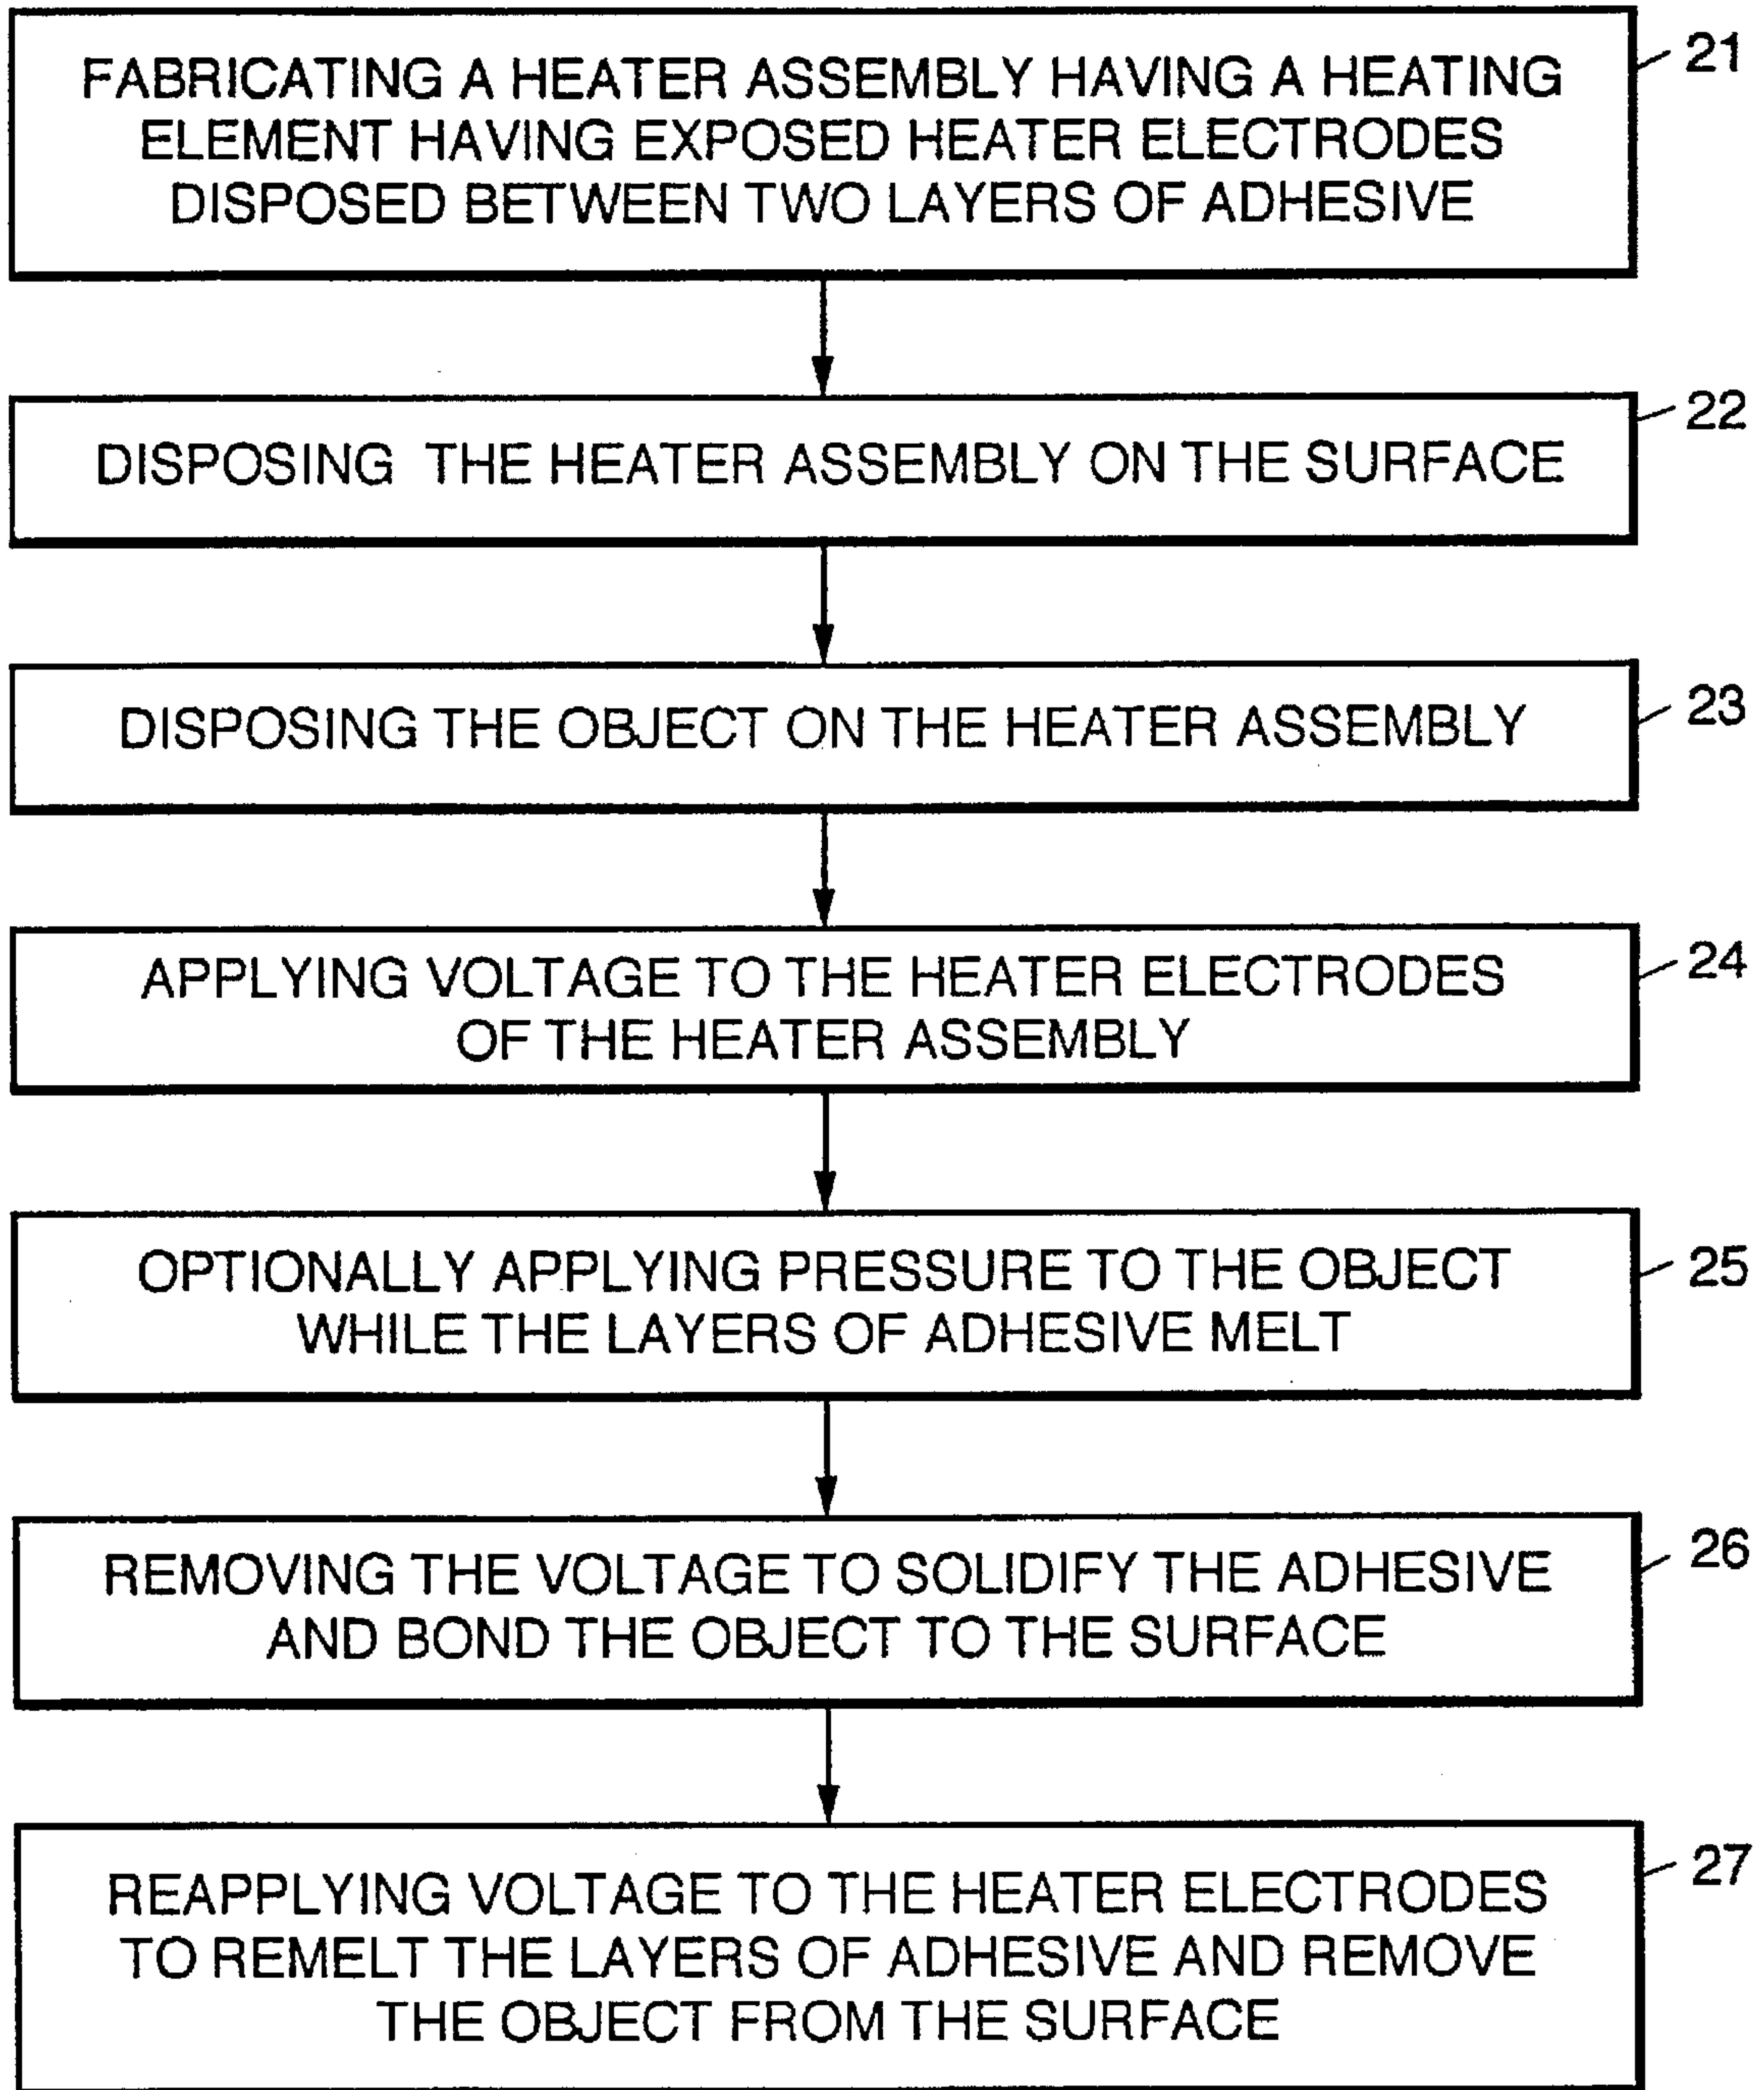 FABRICATING A HEATER ASSEMBLY HAVING A HEATING
ELEMENT HAVING EXPOSED HEATER ELECTRODES
DISPOSED BETWEEN TWO LAYERS OF ADHESIVE
21
DISPOSING THE HEATER ASSEMBLY ON THE SURFACE
22
DISPOSING THE OBJECT ON THE HEATER ASSEMBLY
23
APPLYING VOLTAGE TO THE HEATER ELECTRODES
OF THE HEATER ASSEMBLY
24
OPTIONALLY APPLYING PRESSURE TO THE OBJECT
WHILE THE LAYERS OF ADHESIVE MELT
25
REMOVING THE VOLTAGE TO SOLIDIFY THE ADHESIVE
AND BOND THE OBJECT TO THE SURFACE
26
REAPPLYING VOLTAGE TO THE HEATER ELECTRODES
TO REMELT THE LAYERS OF ADHESIVE AND REMOVE
THE OBJECT FROM THE SURFACE
27